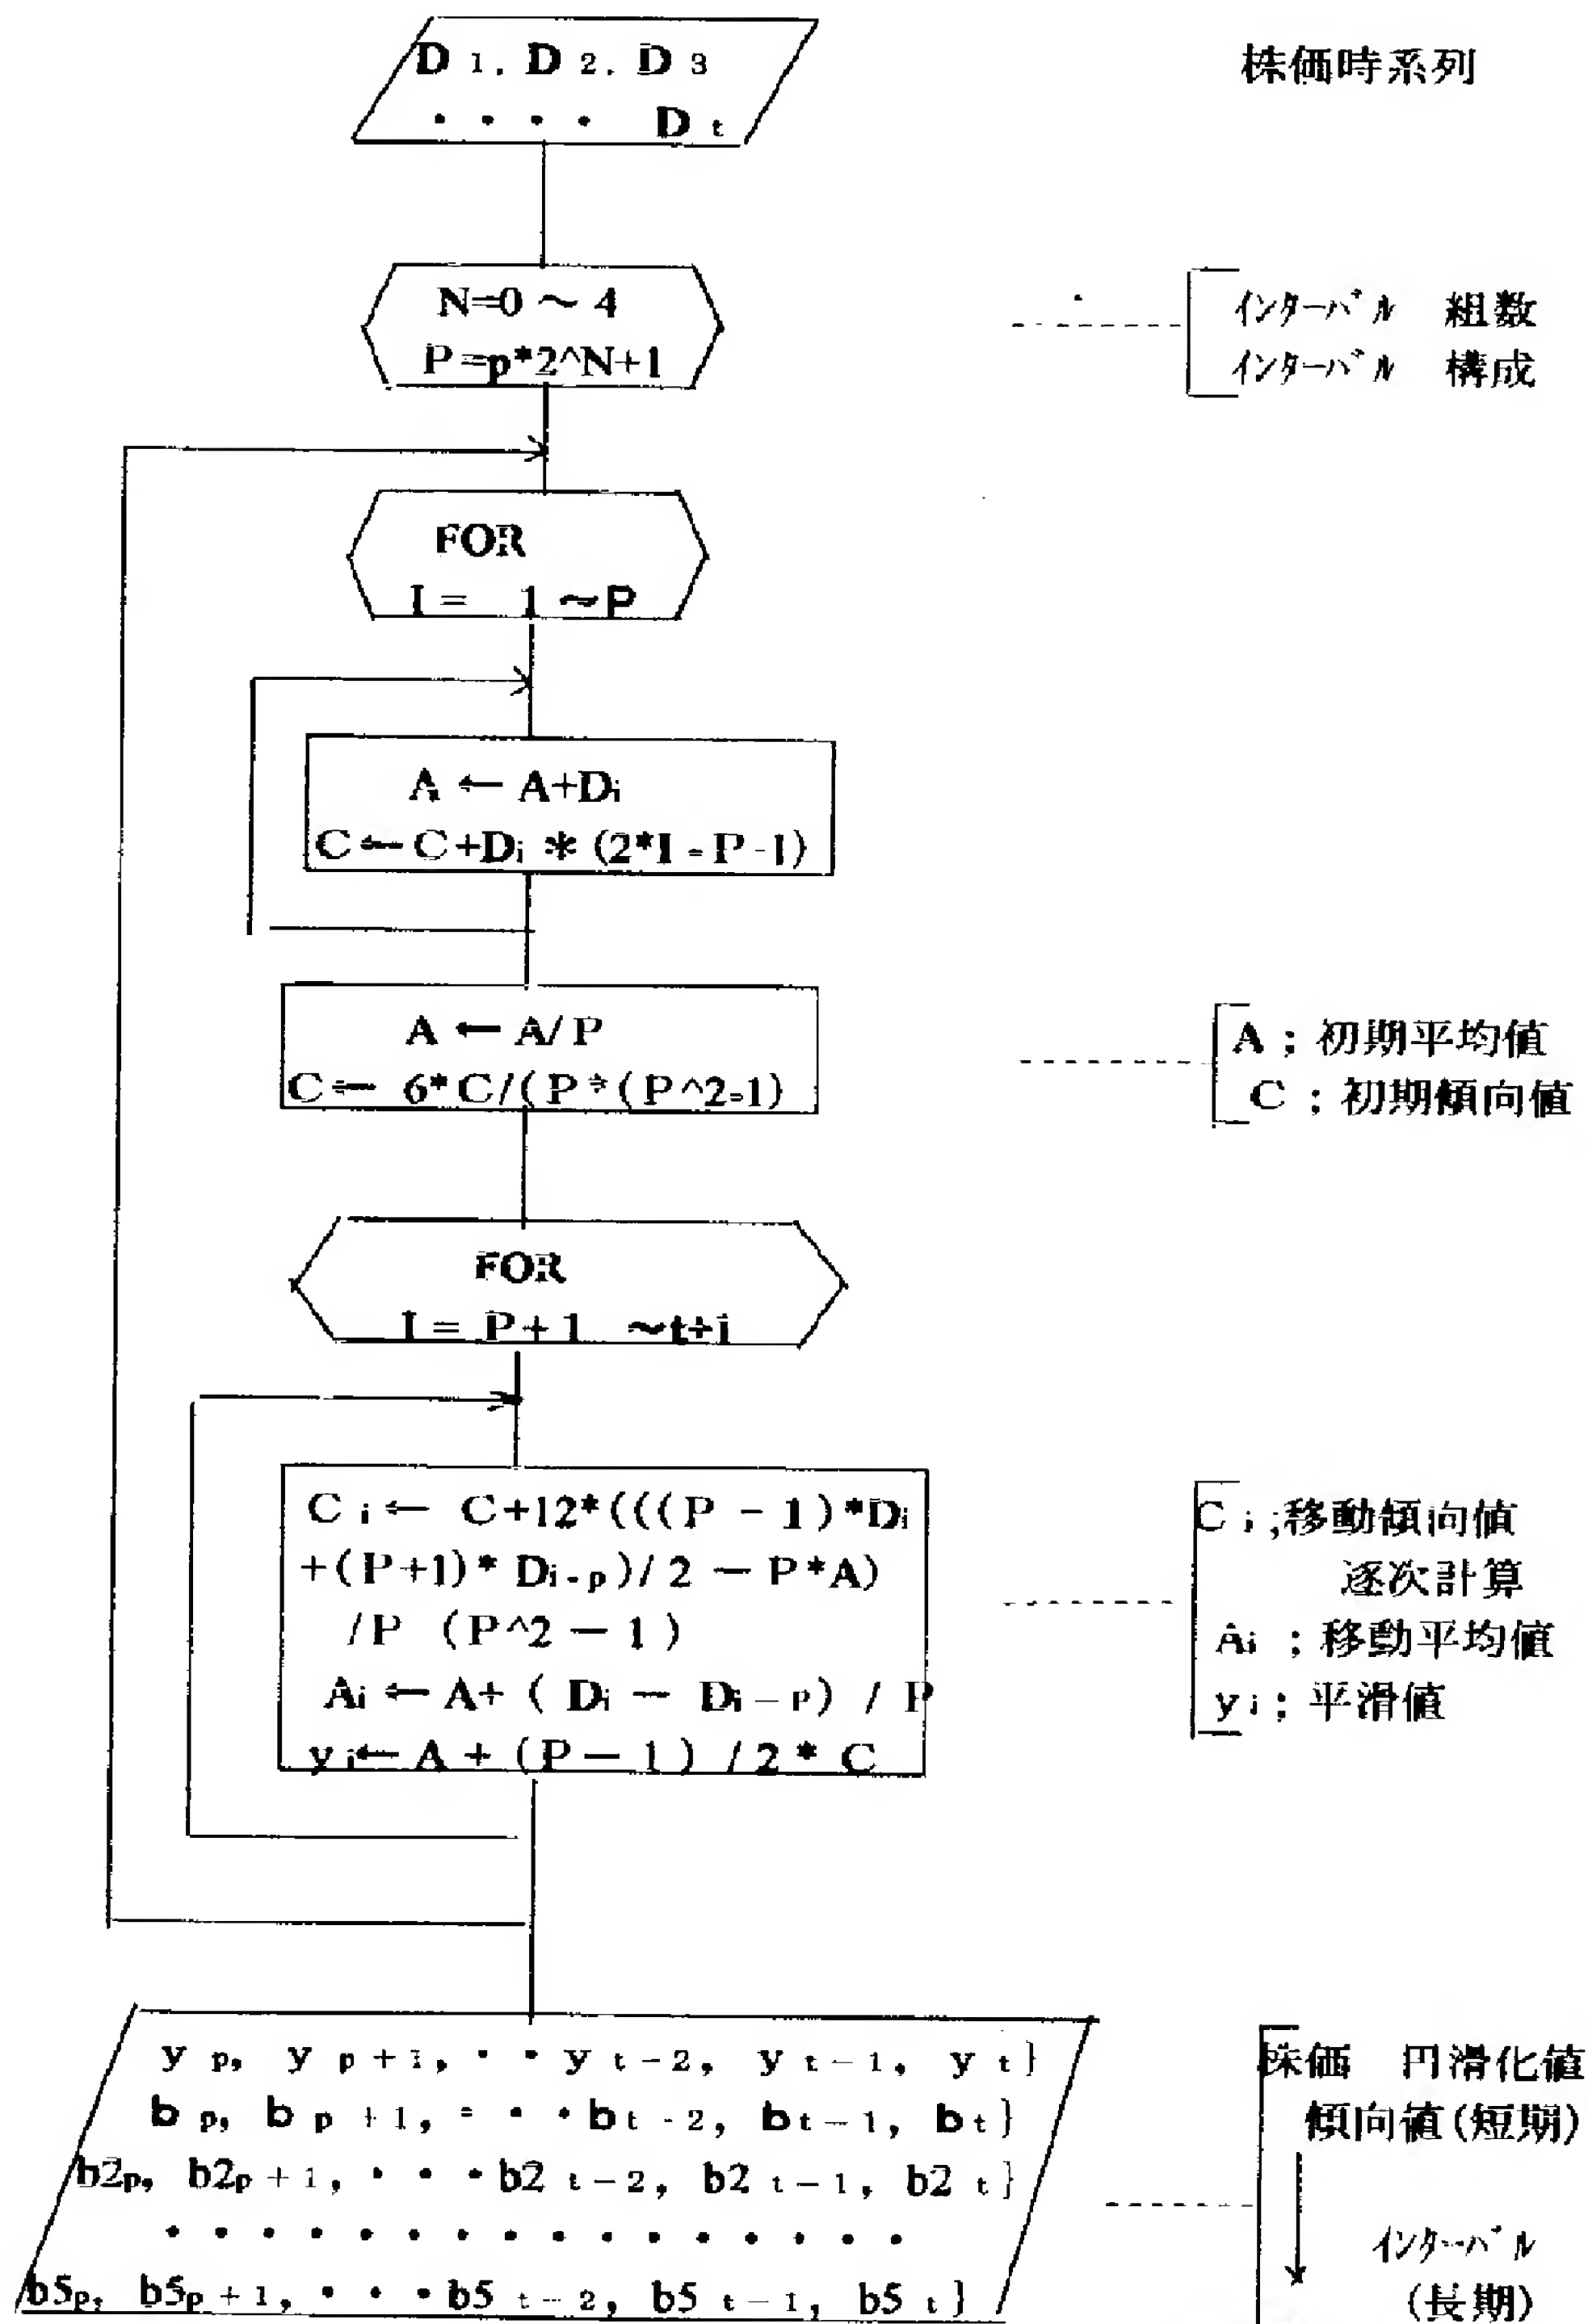 D 1. D 2. D 3
株価時系列
・・・・ D t
N=0 ～ 4
P=p*2^N+1
インターバル 組数
インターバル 構成
FOR
I = 1 ～P
A ← A+Di
C ← C+Di * (2*I-P-1)
A ← A/P
C ← 6*C/(P*(P^2-1)
A ; 初期平均値
C ; 初期傾向値
FOR
I = P+1 ～t+i
C i ← C+12*(((P - 1)*Di
+(P+1)* Di-p)/2 - P*A)
/P (P^2-1)
Ai ← A+ ( Di - Di-P) / P
y i← A + (P-1) /2 * C
C i ;移動傾向値
逐次計算
Ai ; 移動平均値
y i ; 平滑値
y p, y p+1, ・・y t-2, y t-1, y t}
b p, b p+1, ・・・b t-2, b t-1, b t}
b2p, b2p+1, ・・・b2 t-2, b2 t-1, b2 t}
・・・・・・・・・・・・・・・・
b5p, b5p+1, ・・・b5 t-2, b5 t-1, b5 t}
株価 円滑化値
傾向値(短期)
インターバル
(長期)